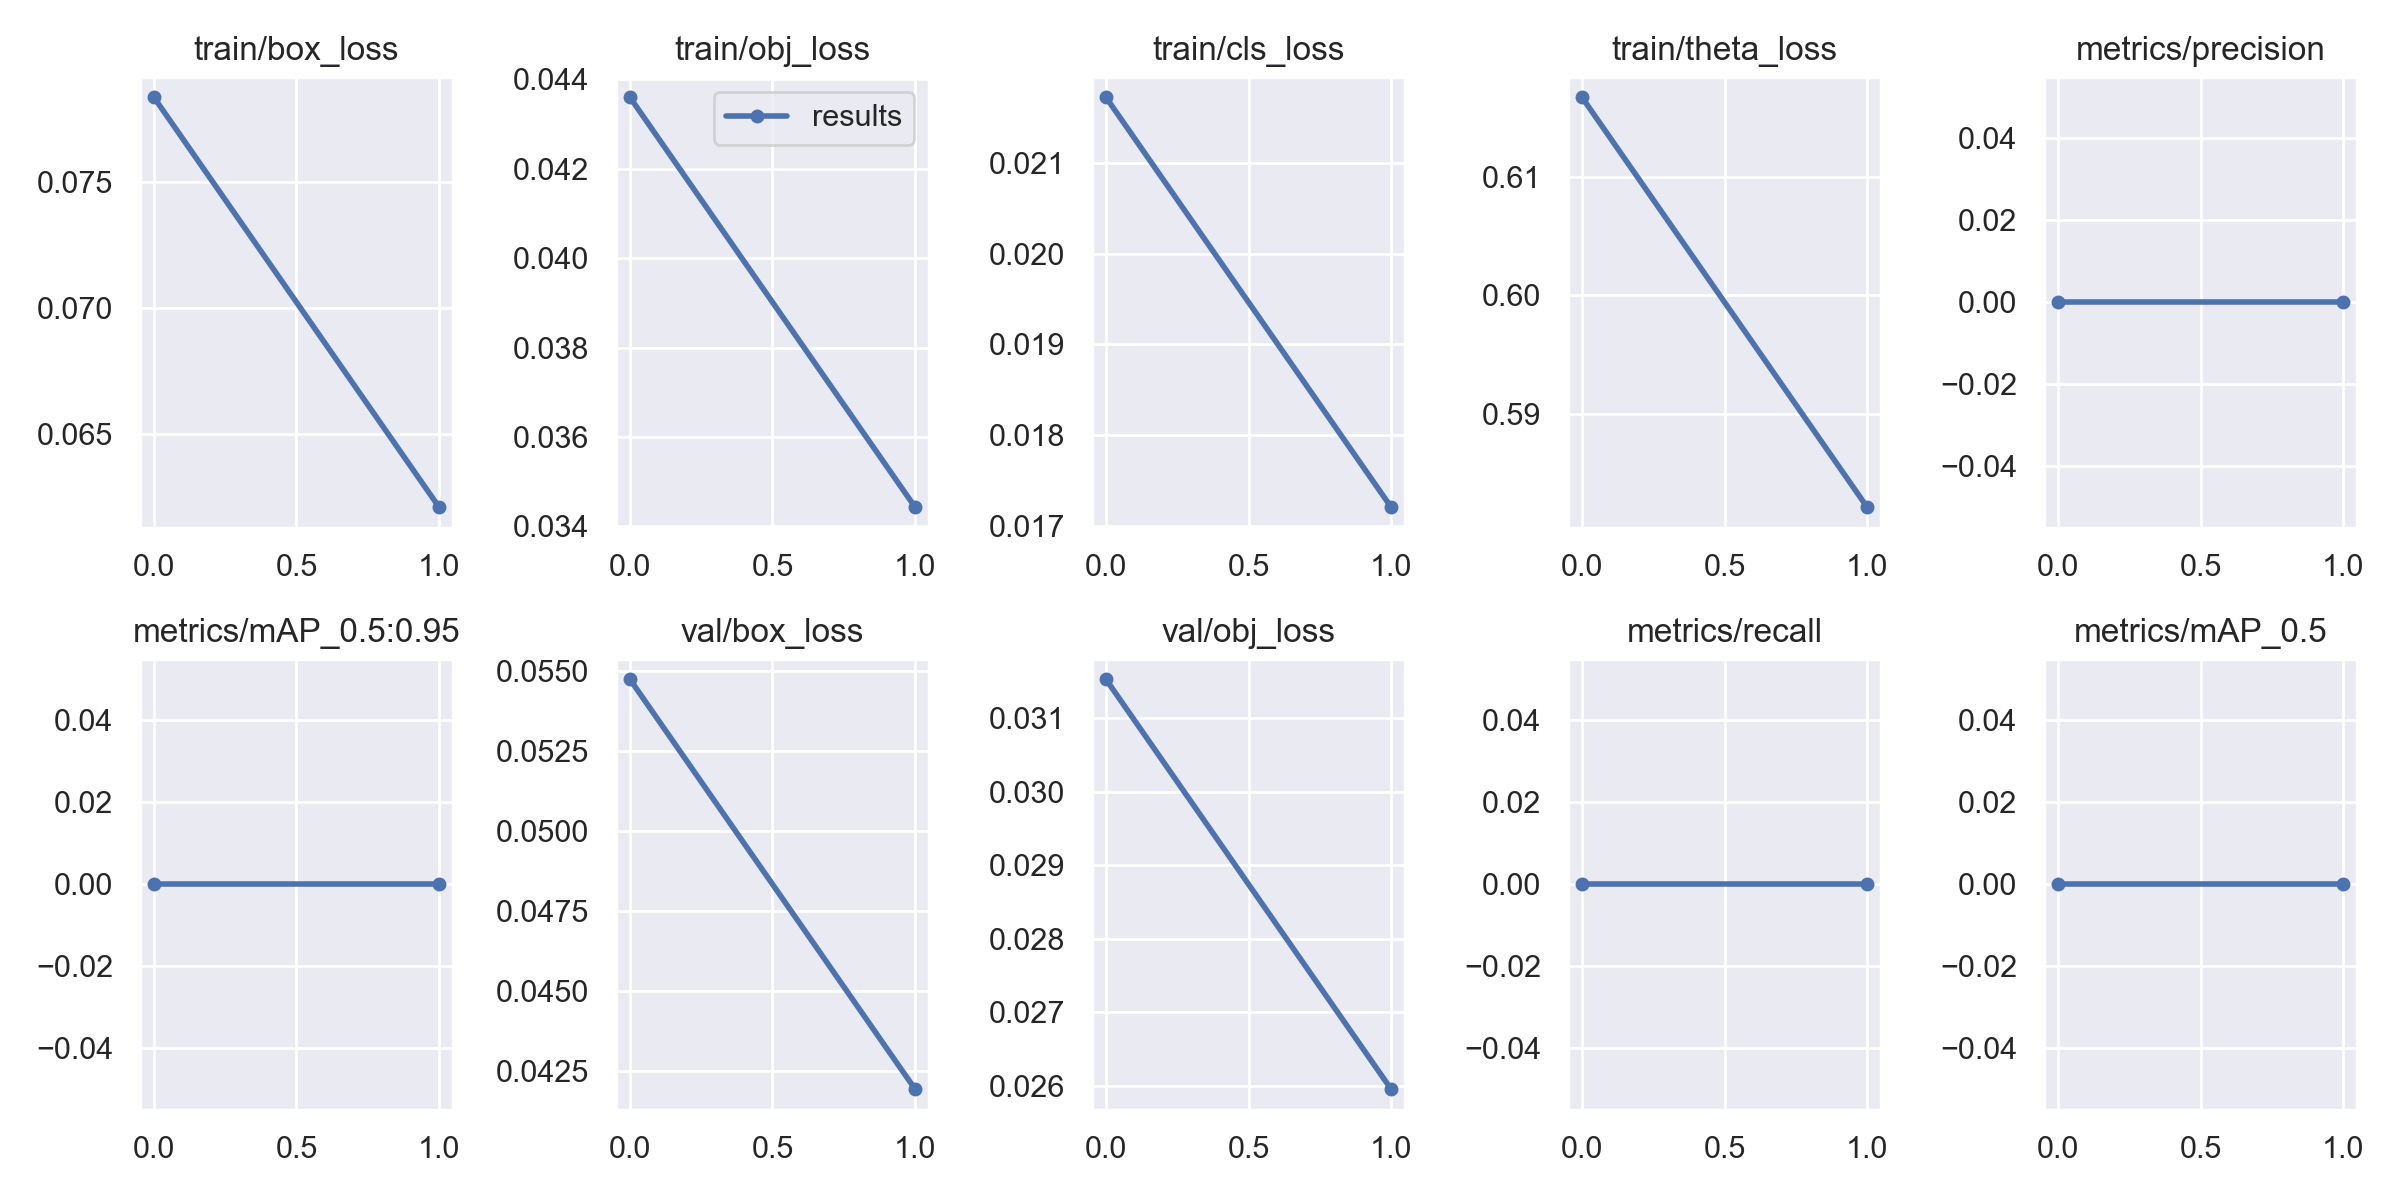 train/box_loss
0.075
0.070
0.065
0.0 0.5 1.0
train/obj_loss
results
0.044
0.042
0.040
0.038
0.036
0.034
0.0 0.5 1.0
train/cls_loss
0.021
0.020
0.019
0.018
0.017
0.0 0.5 1.0
train/theta_loss
0.61
0.60
0.59
0.0 0.5 1.0
metrics/precision
0.04
0.02
0.00
−0.02
−0.04
0.0 0.5 1.0
metrics/mAP_0.5:0.95
0.04
0.02
0.00
−0.02
−0.04
0.0 0.5 1.0
val/box_loss
0.0550
0.0525
0.0500
0.0475
0.0450
0.0425
0.0 0.5 1.0
val/obj_loss
0.031
0.030
0.029
0.028
0.027
0.026
0.0 0.5 1.0
metrics/recall
0.04
0.02
0.00
−0.02
−0.04
0.0 0.5 1.0
metrics/mAP_0.5
0.04
0.02
0.00
−0.02
−0.04
0.0 0.5 1.0